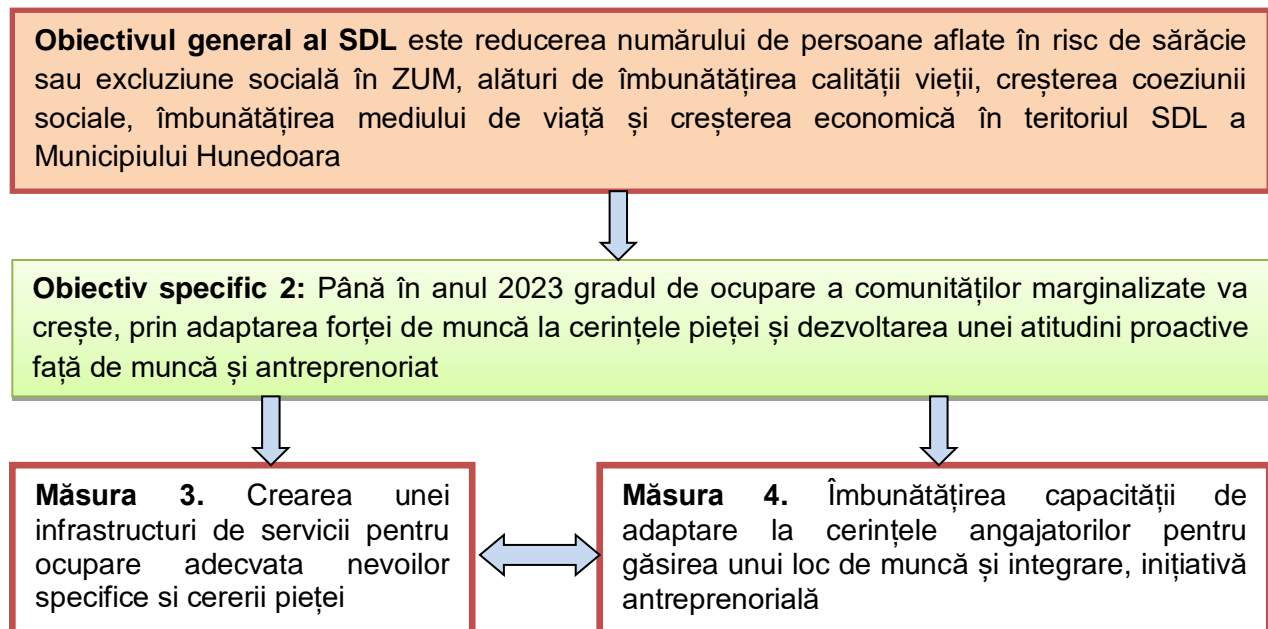 Obiectivul general al SDL este reducerea numărului de persoane aflate în risc de sărăcie
sau excluziune socială în ZUM, alături de îmbunătățirea calității vieții, creșterea coeziunii
sociale, îmbunătățirea mediului de viață și creșterea economică în teritoriul SDL a
Municipiului Hunedoara
Obiectiv specific 2: Până în anul 2023 gradul de ocupare a comunităților marginalizate va
crește, prin adaptarea forței de muncă la cerințele pieței și dezvoltarea unei atitudini proactive
față de muncă și antreprenoriat
Măsura 3. Crearea unei
infrastructuri de servicii pentru
ocupare adecvata nevoilor
specifice si cererii pieței
Măsura 4. Îmbunătățirea capacității de
adaptare la cerințele angajatorilor pentru
găsirea unui loc de muncă și integrare, inițiativă
antreprenorială